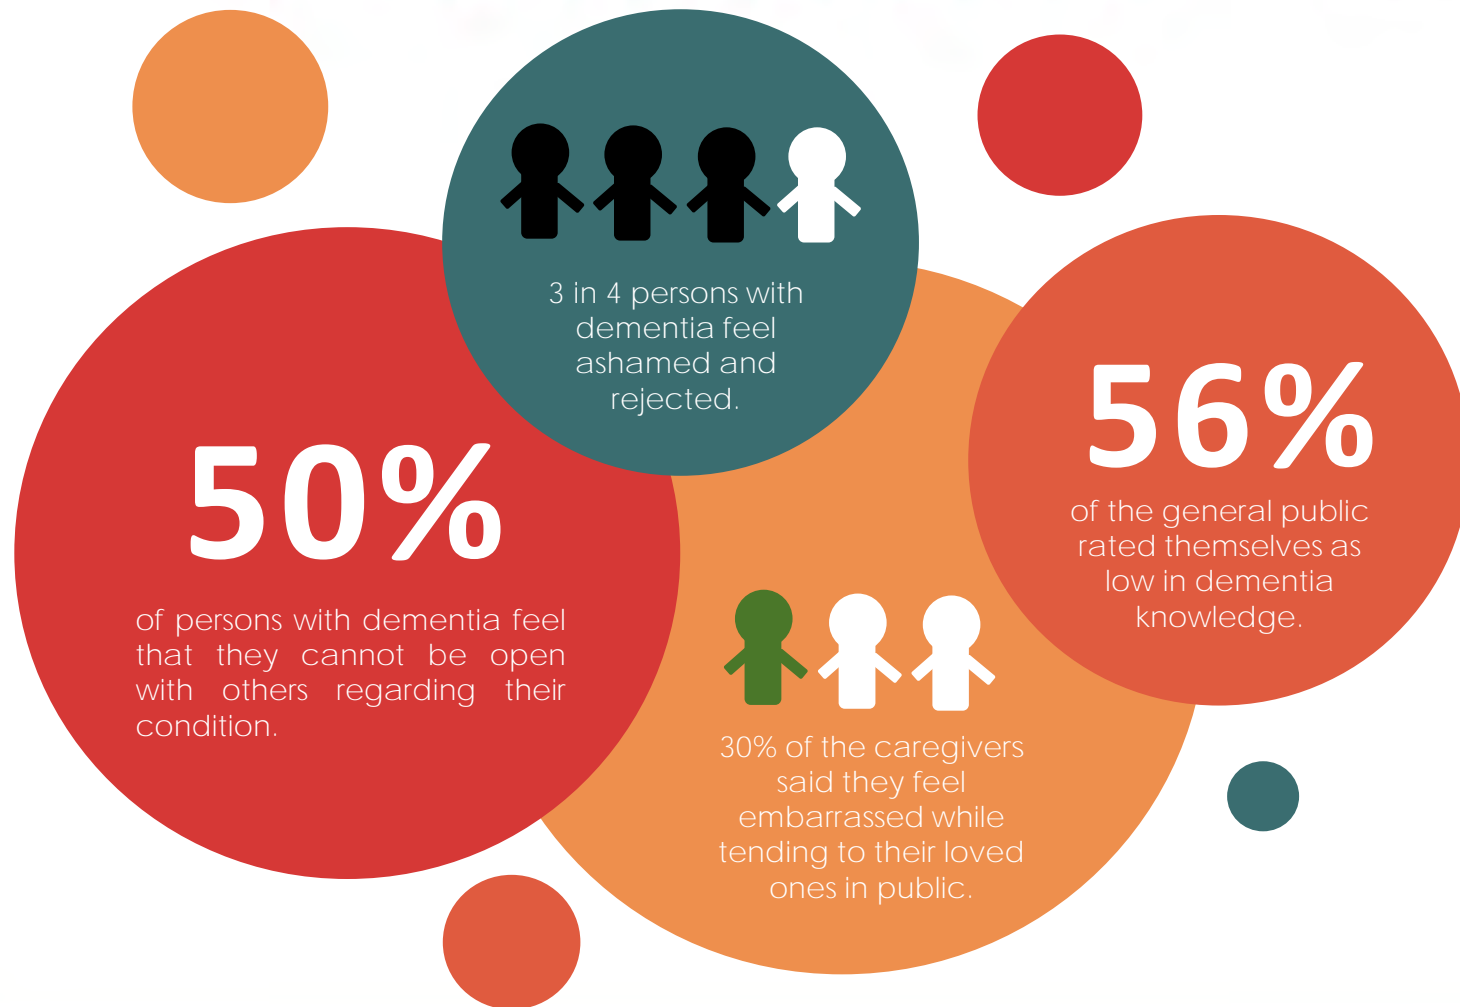 3 in 4 persons with
dementia feel
ashamed and
rejected.
50%
of persons with dementia feel
that they cannot be open
with others regarding their
condition.
56%
of the general public
rated themselves as
low in dementia
knowledge.
30% of the caregivers
said they feel
embarrassed while
tending to their loved
ones in public.